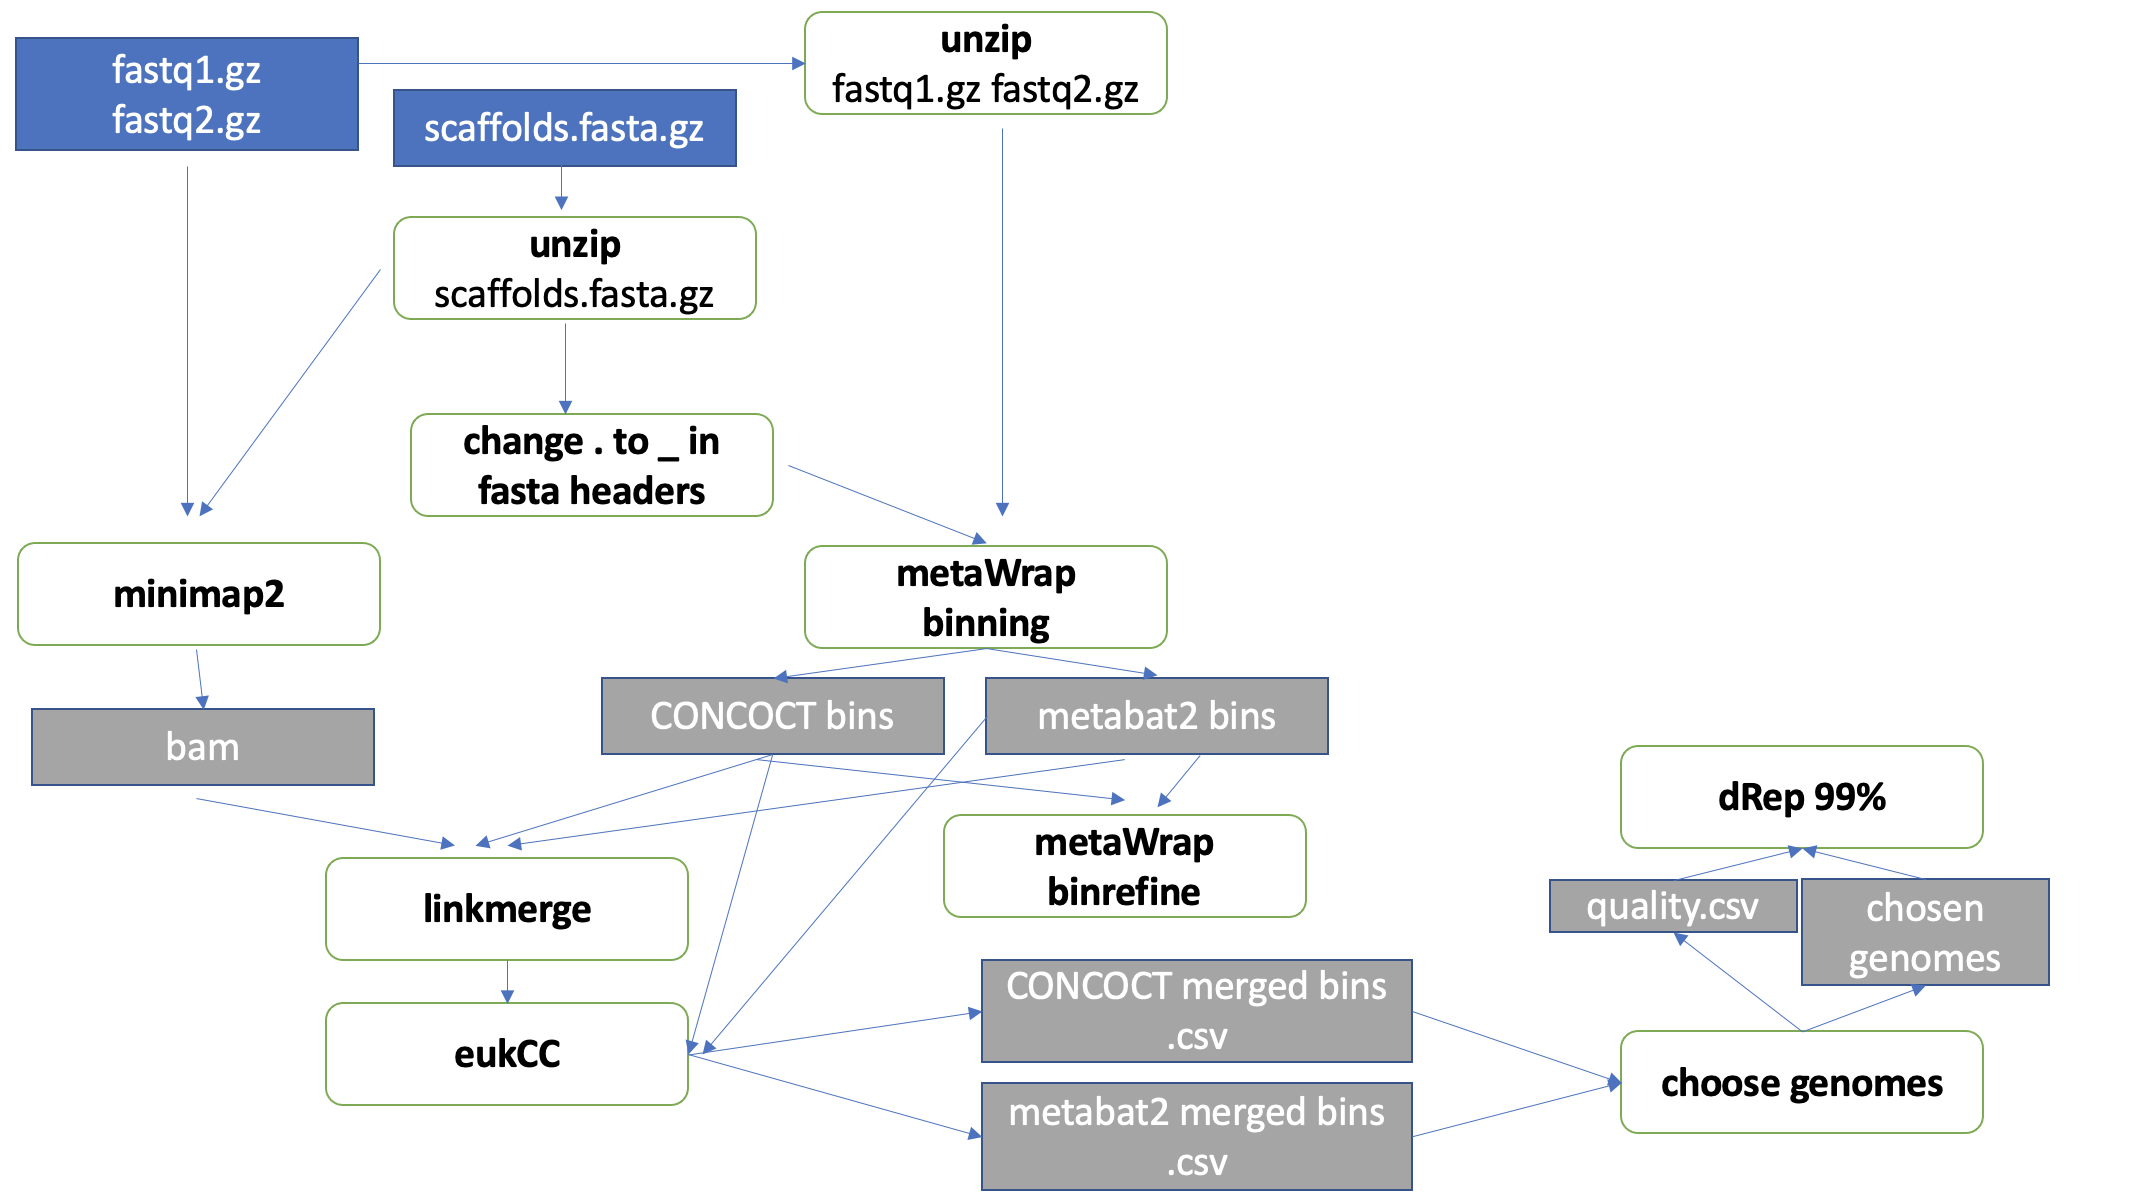 fastq1.gz
fastq2.gz
unzip
fastq1.gz fastq2.gz
scaffolds.fasta.gz
unzip
scaffolds.fasta.gz
change . to _ in
fasta headers
minimap2
metaWrap
binning
bam
CONCOCT bins
metabat2 bins
linkmerge
metaWrap
binrefine
eukCC
CONCOCT merged bins
.csv
metabat2 merged bins
.csv
dRep 99%
quality.csv
chosen
genomes
choose genomes